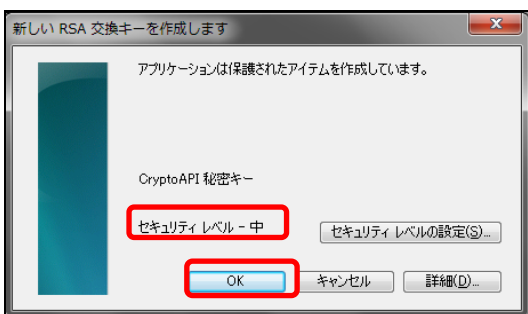 新しい RSA 交換キーを作成します
アプリケーションは保護されたアイテムを作成しています。
CryptoAPI 秘密キー
セキュリティ レベル - 中
セキュリティ レベルの設定(S)...
OK
キャンセル
詳細(D)...